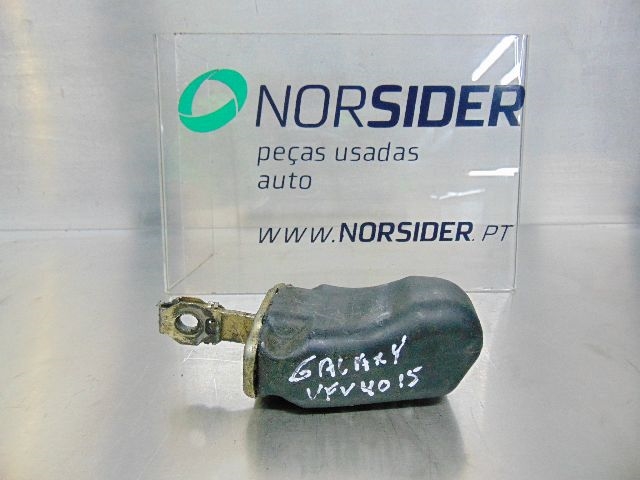 NORSIDER
peças usadas
auto
WWW.NORSIDER.PT
GALAXY
VFV4015